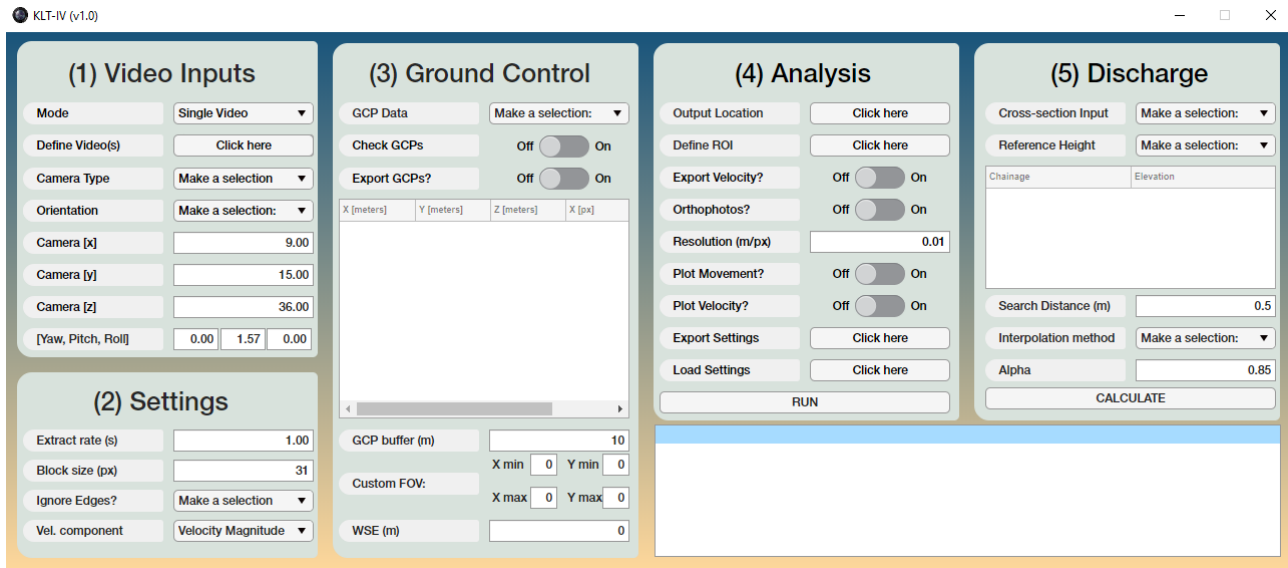 KLT-IV (v1.0)
(1) Video Inputs
Mode Single Video
Define Video(s) Click here
Camera Type Make a selection
Orientation Make a selection:
Camera [x] 9.00
Camera [y] 15.00
Camera [z] 36.00
[Yaw, Pitch, Roll] 0.00 1.57 0.00
(2) Settings
Extract rate (s) 1.00
Block size (px) 31
Ignore Edges? Make a selection
Vel. component Velocity Magnitude
(3) Ground Control
GCP Data Make a selection:
Check GCPs Off On
Export GCPs? Off On
X [meters] Y [meters] Z [meters] X [px]
GCP buffer (m) 10
X min 0 Y min 0
Custom FOV:
X max 0 Y max 0
WSE (m) 0
(4) Analysis
Output Location Click here
Define ROI Click here
Export Velocity? Off On
Orthophotos? Off On
Resolution (m/px) 0.01
Plot Movement? Off On
Plot Velocity? Off On
Export Settings Click here
Load Settings Click here
RUN
(5) Discharge
Cross-section Input Make a selection:
Reference Height Make a selection:
Chainage Elevation
Search Distance (m) 0.5
Interpolation method Make a selection:
Alpha 0.85
CALCULATE